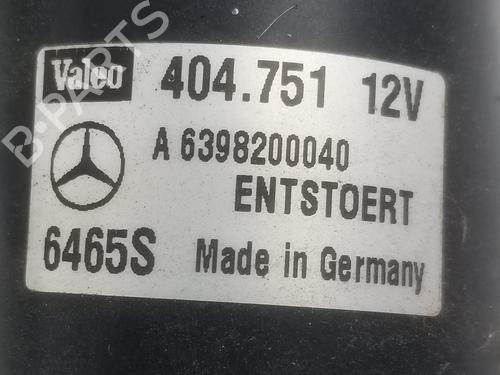 B-PARTS
Valeo 404.751 12V
A 6398200040
ENTSTOERT
6465S Made in Germany